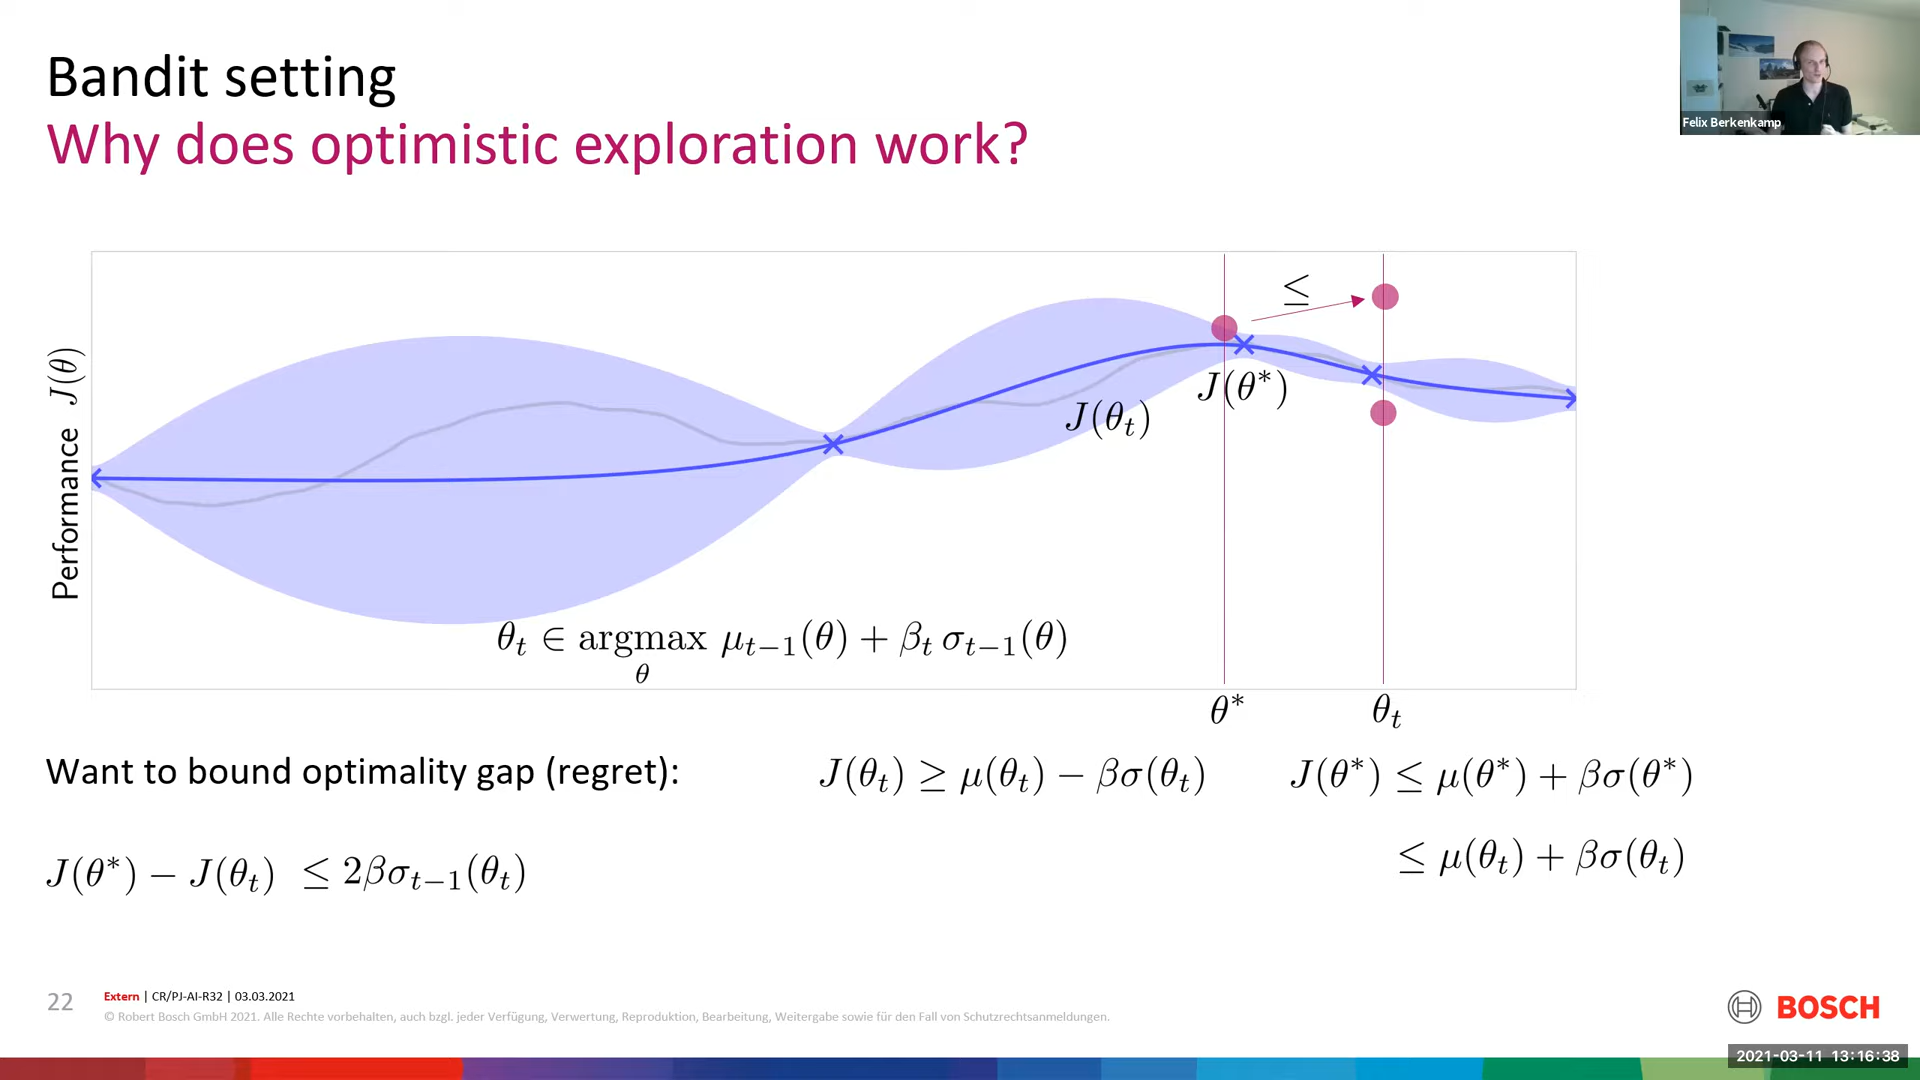 Bandit setting
Why does optimistic exploration work?
Felix Berkenkamp
Performance J(θ)
≤
J(θ*)
J(θ_t)
θ_t ∈ argmax_θ μ_{t−1}(θ) + β_t σ_{t−1}(θ)
θ* θ_t
Want to bound optimality gap (regret): J(θ_t) ≥ μ(θ_t) − βσ(θ_t) J(θ*) ≤ μ(θ*) + βσ(θ*)
≤ μ(θ_t) + βσ(θ_t)
J(θ*) − J(θ_t) ≤ 2βσ_{t−1}(θ_t)
22 Extern | CR/PJ-AI-R32 | 03.03.2021
© Robert Bosch GmbH 2021. Alle Rechte vorbehalten, auch bzgl. jeder Verfügung, Verwertung, Reproduktion, Bearbeitung, Weitergabe sowie für den Fall von Schutzrechtsanmeldungen.
BOSCH
2021-03-11 13:16:38